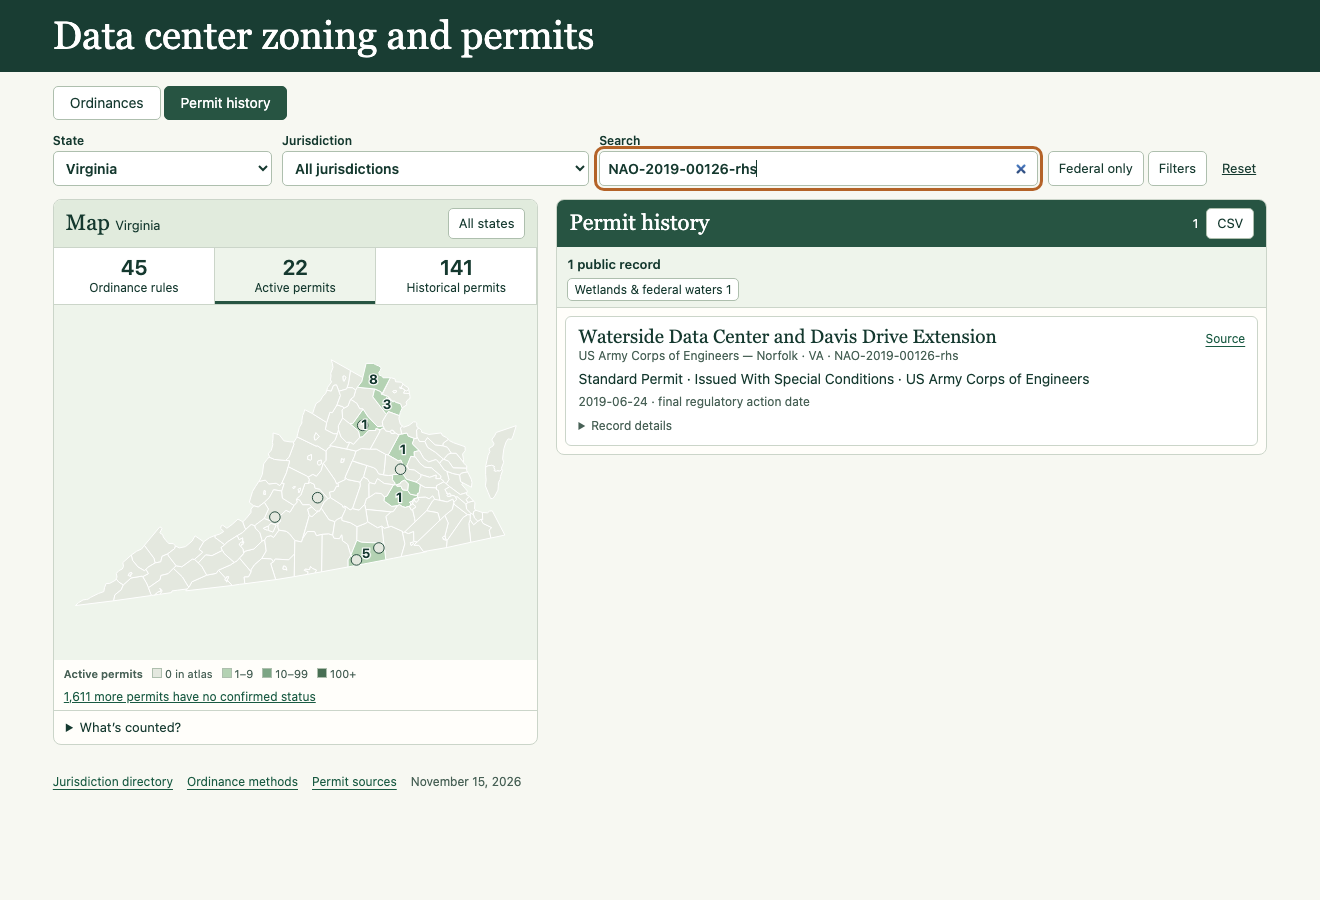 Data center zoning and permits
Ordinances
Permit history
State
Jurisdiction
Search
Virginia
All jurisdictions
NAO-2019-00126-rhs
Federal only
Filters
Reset
Map Virginia
All states
45
Ordinance rules
22
Active permits
141
Historical permits
8
3
1
1
1
5
Active permits 0 in atlas 1–9 10–99 100+
1,611 more permits have no confirmed status
What’s counted?
Permit history
1
CSV
1 public record
Wetlands & federal waters 1
Waterside Data Center and Davis Drive Extension
Source
US Army Corps of Engineers — Norfolk · VA · NAO-2019-00126-rhs
Standard Permit · Issued With Special Conditions · US Army Corps of Engineers
2019-06-24 · final regulatory action date
Record details
Jurisdiction directory
Ordinance methods
Permit sources
November 15, 2026